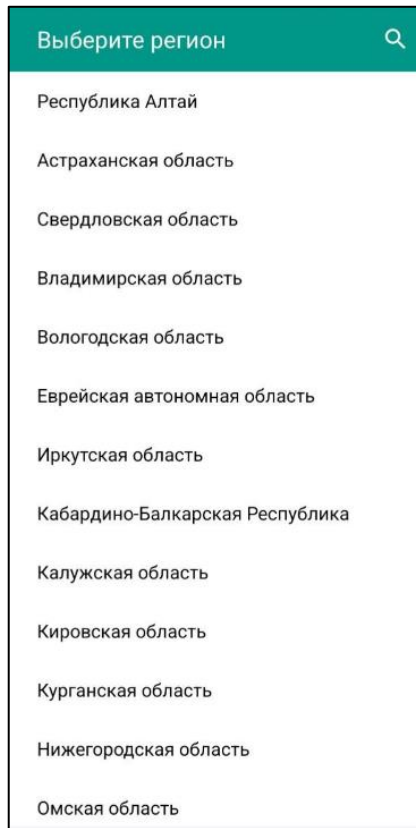 Выберите регион
Республика Алтай
Астраханская область
Свердловская область
Владимирская область
Вологодская область
Еврейская автономная область
Иркутская область
Кабардино-Балкарская Республика
Калужская область
Кировская область
Курганская область
Нижегородская область
Омская область